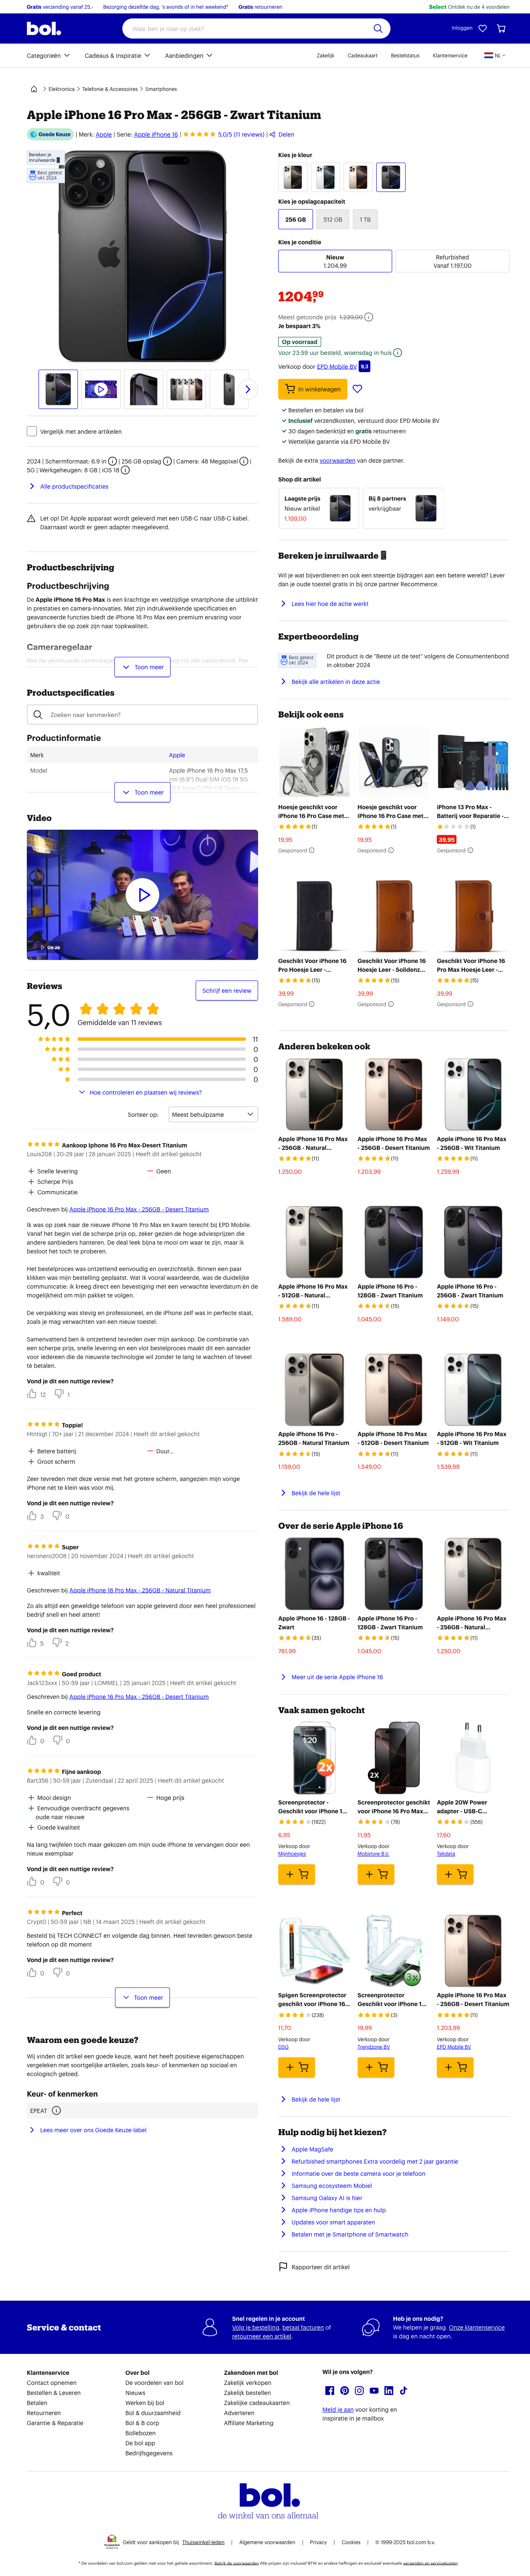 Gratis verzending vanaf 25,- Bezorging dezelfde dag, 's avonds of in het weekend* Gratis retourneren Select Ontdek nu de 4 voordelen
bol. Waar ben je naar op zoek? Inloggen
Categorieën Cadeaus & Inspiratie Aanbiedingen Zakelijk Cadeaukaart Bestelstatus Klantenservice NL
Elektronica Telefonie & Accessoires Smartphones
Apple iPhone 16 Pro Max - 256GB - Zwart Titanium
Goede Keuze | Merk: Apple | Serie: Apple iPhone 16 | 5,0/5 (11 reviews) | Delen
Bereken je inruilwaarde
Best getest
okt 2024
Vergelijk met andere artikelen
2024 | Schermformaat: 6.9 in | 256 GB opslag | Camera: 48 Megapixel |
5G | Werkgeheugen: 8 GB | iOS 18
Alle productspecificaties
Let op! Dit Apple apparaat wordt geleverd met een USB-C naar USB-C kabel.
Daarnaast wordt er geen adapter meegeleverd.
Productbeschrijving
Productbeschrijving
De Apple iPhone 16 Pro Max is een krachtige en veelzijdige smartphone die uitblinkt
in prestaties en camera-innovaties. Met zijn indrukwekkende specificaties en
geavanceerde functies biedt de iPhone 16 Pro Max een premium ervaring voor
gebruikers die op zoek zijn naar topkwaliteit.
Cameraregelaar
Toon meer
Productspecificaties
Zoeken naar kenmerken?
Productinformatie
Merk Apple
Model Apple iPhone 16 Pro Max 17,5
cm (6.9") Dual SIM iOS 18 5G
Toon meer
Video
09:26
Reviews
Schrijf een review
5,0
Gemiddelde van 11 reviews
11
0
0
0
0
Hoe controleren en plaatsen wij reviews?
Sorteer op: Meest behulpzame
Aankoop Iphone 16 Pro Max-Desert Titanium
Louis208 | 20-29 jaar | 28 januari 2025 | Heeft dit artikel gekocht
Snelle levering Geen
Scherpe Prijs
Communicatie
Geschreven bij Apple iPhone 16 Pro Max - 256GB - Desert Titanium
Ik was op zoek naar de nieuwe iPhone 16 Pro Max en kwam terecht bij EPD Mobile.
Vanaf het begin viel de scherpe prijs op, zeker gezien de hoge adviesprijzen die
andere aanbieders hanteren. De deal leek bijna te mooi om waar te zijn, maar ik
besloot het toch te proberen.
Het bestelproces was ontzettend eenvoudig en overzichtelijk. Binnen een paar
klikken was mijn bestelling geplaatst. Wat ik vooral waardeerde, was de duidelijke
communicatie. Ik kreeg direct een bevestiging met een verwachte levertijd én de
mogelijkheid om mijn pakket te volgen.
De verpakking was stevig en professioneel, en de iPhone zelf was in perfecte staat,
zoals je mag verwachten van een gloednieuw toestel.
Samenvattend ben ik ontzettend tevreden over mijn aankoop. De combinatie van
een scherpe prijs, snelle levering en een vlot bestelproces maakt dit een aanrader
voor iedereen die de nieuwste technologie wil zonder te lang te wachten of teveel
te betalen.
Vond je dit een nuttige review?
12 1
Toppie!
Htntsgt | 70+ jaar | 21 december 2024 | Heeft dit artikel gekocht
Betere batterij Duur...
Groot scherm
Zeer tevreden met deze versie met het grotere scherm, aangezien mijn vorige
iPhone net te klein was voor mij.
Vond je dit een nuttige review?
3 0
Super
neronero2008 | 20 november 2024 | Heeft dit artikel gekocht
kwaliteit
Geschreven bij Apple iPhone 16 Pro Max - 256GB - Natural Titanium
Zo als altijd een geweldige telefoon van apple geleverd door een heel professioneel
bedrijf snell en heel attent!
Vond je dit een nuttige review?
5 2
Goed product
Jack123xxx | 50-59 jaar | LOMMEL | 25 januari 2025 | Heeft dit artikel gekocht
Geschreven bij Apple iPhone 16 Pro Max - 256GB - Desert Titanium
Snelle en correcte levering
Vond je dit een nuttige review?
0 0
Fijne aankoop
Bart356 | 50-59 jaar | Zutendaal | 22 april 2025 | Heeft dit artikel gekocht
Mooi design Hoge prijs
Eenvoudige overdracht gegevens
oude naar nieuwe
Goede kwaliteit
Na lang twijfelen toch maar gekozen om mijn oude iPhone te vervangen door een
nieuw exemplaar
Vond je dit een nuttige review?
0 0
Perfect
Crypt0 | 50-59 jaar | NB | 14 maart 2025 | Heeft dit artikel gekocht
Besteld bij TECH CONNECT en volgende dag binnen. Heel tevreden gewoon beste
telefoon op dit moment
Vond je dit een nuttige review?
0 0
Toon meer
Waarom een goede keuze?
Wij vinden dit artikel een goede keuze, want het heeft positieve eigenschappen
vergeleken met soortgelijke artikelen, zoals keur- of kenmerken op sociaal en
ecologisch gebied.
Keur- of kenmerken
EPEAT
Lees meer over ons Goede Keuze-label
Kies je kleur
Kies je opslagcapaciteit
256 GB 512 GB 1 TB
Kies je conditie
Nieuw Refurbished
1.204,99 Vanaf 1.197,00
1204,99
Meest getoonde prijs 1.239,00
Je bespaart 3%
Op voorraad
Voor 23:59 uur besteld, woensdag in huis
Verkoop door EPD Mobile BV 9,3
In winkelwagen
Bestellen en betalen via bol
Inclusief verzendkosten, verstuurd door EPD Mobile BV
30 dagen bedenktijd en gratis retourneren
Wettelijke garantie via EPD Mobile BV
Bekijk de extra voorwaarden van deze partner.
Shop dit artikel
Laagste prijs Bij 8 partners
Nieuw artikel verkrijgbaar
1.199,00
Bereken je inruilwaarde
Wil je wat bijverdienen en ook een steentje bijdragen aan een betere wereld? Lever
dan je oude toestel gratis in bij onze partner Recommerce.
Lees hier hoe de actie werkt
Expertbeoordeling
Best getest
okt 2024
Dit product is de "Beste uit de test" volgens de Consumentenbond
in oktober 2024
Bekijk alle artikelen in deze actie
Bekijk ook eens
Hoesje geschikt voor Hoesje geschikt voor iPhone 13 Pro Max -
iPhone 16 Pro Case met... iPhone 16 Pro Case met... Batterij voor Reparatie -...
(1) (1) (1)
19,95 19,95 39,95
Gesponsord Gesponsord Gesponsord
Geschikt Voor iPhone 16 Geschikt Voor iPhone 16 Geschikt Voor iPhone 16
Pro Hoesje Leer -... Hoesje Leer - Solidenz... Pro Max Hoesje Leer -...
(15) (15) (15)
39,99 39,99 39,99
Gesponsord Gesponsord Gesponsord
Anderen bekeken ook
Apple iPhone 16 Pro Max Apple iPhone 16 Pro Max Apple iPhone 16 Pro Max
- 256GB - Natural... - 256GB - Desert Titanium - 256GB - Wit Titanium
(11) (11) (11)
1.250,00 1.203,99 1.259,99
Apple iPhone 16 Pro Max Apple iPhone 16 Pro - Apple iPhone 16 Pro -
- 512GB - Natural... 128GB - Zwart Titanium 256GB - Zwart Titanium
(11) (15) (15)
1.589,00 1.045,00 1.149,00
Apple iPhone 16 Pro - Apple iPhone 16 Pro Max Apple iPhone 16 Pro Max
256GB - Natural Titanium - 512GB - Desert Titanium - 512GB - Wit Titanium
(15) (11) (11)
1.159,00 1.549,00 1.539,99
Bekijk de hele lijst
Over de serie Apple iPhone 16
Apple iPhone 16 - 128GB - Apple iPhone 16 Pro - Apple iPhone 16 Pro Max
Zwart 128GB - Zwart Titanium - 256GB - Natural...
(35) (15) (11)
761,99 1.045,00 1.250,00
Meer uit de serie Apple iPhone 16
Vaak samen gekocht
Screenprotector - Screenprotector geschikt Apple 20W Power
Geschikt voor iPhone 1... voor iPhone 16 Pro Max... adapter - USB-C...
(1822) (78) (556)
6,95 11,95 17,60
Verkoop door Verkoop door Verkoop door
Mijnhoesjes Mobstore B.V. Tekdata
Spigen Screenprotector Screenprotector Apple iPhone 16 Pro Max
geschikt voor iPhone 16... Geschikt voor iPhone 1... - 256GB - Desert Titanium
(238) (3) (11)
11,70 19,99 1.203,99
Verkoop door Verkoop door Verkoop door
DSG Trendzone BV EPD Mobile BV
Bekijk de hele lijst
Hulp nodig bij het kiezen?
Apple MagSafe
Refurbished smartphones Extra voordelig met 2 jaar garantie
Informatie over de beste camera voor je telefoon
Samsung ecosysteem Mobiel
Samsung Galaxy AI is hier
Apple iPhone handige tips en hulp
Updates voor smart apparaten
Betalen met je Smartphone of Smartwatch
Rapporteer dit artikel
Service & contact
Snel regelen in je account
Volg je bestelling, betaal facturen of
retourneer een artikel.
Heb je ons nodig?
We helpen je graag. Onze klantenservice
is dag en nacht open.
Klantenservice
Contact opnemen
Bestellen & Leveren
Betalen
Retourneren
Garantie & Reparatie
Over bol
De voordelen van bol
Nieuws
Werken bij bol
Bol & duurzaamheid
Bol & B corp
Bollebozen
De bol app
Bedrijfsgegevens
Zakendoen met bol
Zakelijk verkopen
Zakelijk bestellen
Zakelijke cadeaukaarten
Adverteren
Affiliate Marketing
Wil je ons volgen?
Meld je aan voor korting en
inspiratie in je mailbox
bol.
de winkel van ons allemaal
Geldt voor aankopen bij Thuiswinkel-leden | Algemene voorwaarden | Privacy | Cookies | © 1999-2025 bol.com b.v.
* De voordelen van bol.com gelden niet voor het gehele assortiment. Bekijk de voorwaarden Alle prijzen zijn inclusief BTW en andere heffingen en exclusief eventuele verzenden en servicekosten